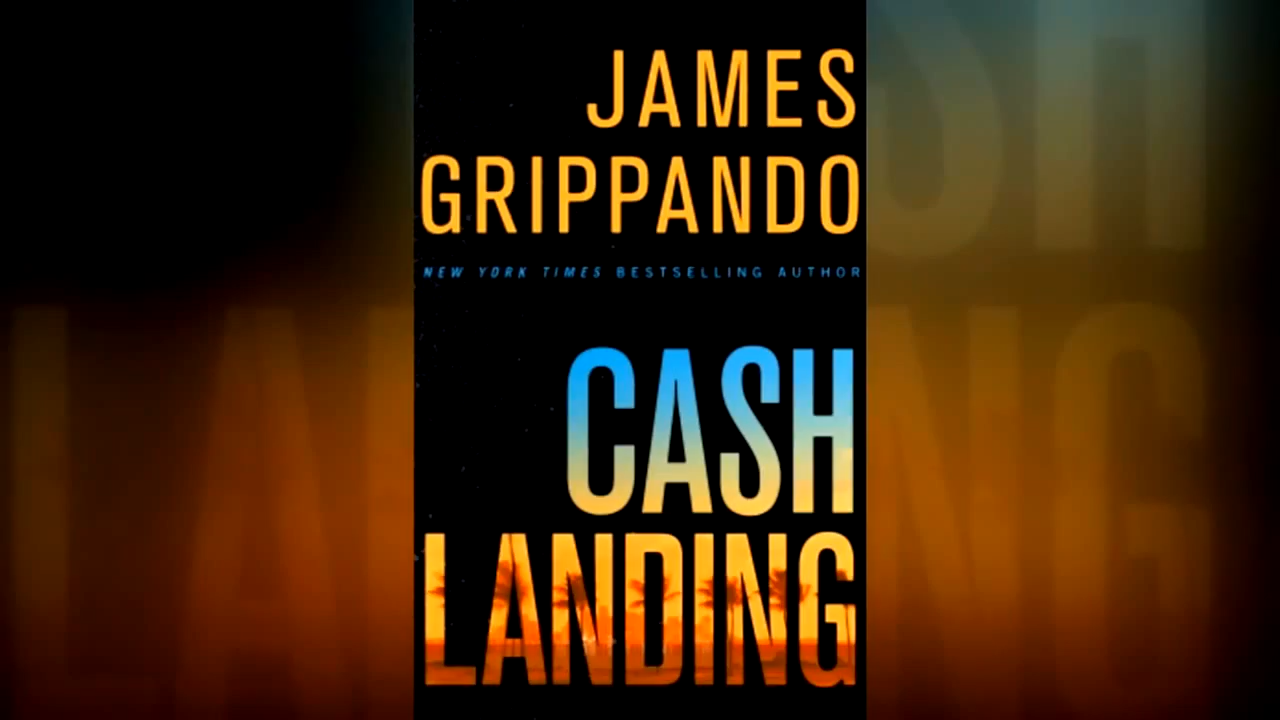 JAMES
GRIPPANDO
NEW YORK TIMES BESTSELLING AUTHOR
CASH
LANDING